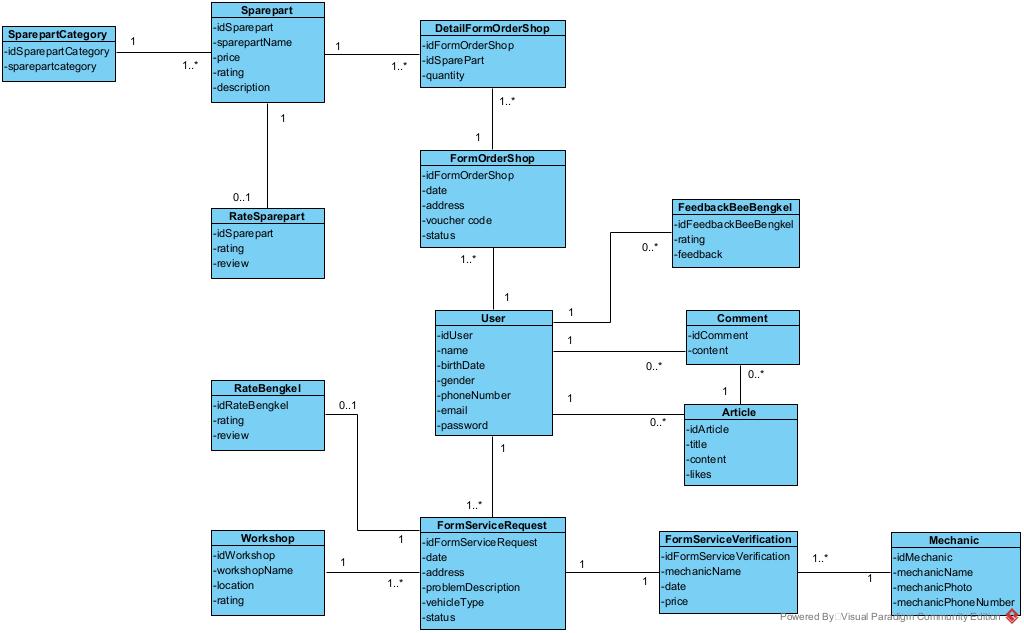 SparepartCategory
-idSparepartCategory
-sparepartcategory
1
1..*
Sparepart
-idSparepart
-sparepartName
-price
-rating
-description
1
1..*
DetailFormOrderShop
-idFormOrderShop
-idSparePart
-quantity
1
0..1
RateSparepart
-idSparepart
-rating
-review
1..*
1
FormOrderShop
-idFormOrderShop
-date
-address
-voucher code
-status
1..*
1
FeedbackBeeBengkel
-idFeedbackBeeBengkel
-rating
-feedback
0..*
1
User
-idUser
-name
-birthDate
-gender
-phoneNumber
-email
-password
1
0..*
Comment
-idComment
-content
0..*
1
1
0..*
Article
-idArticle
-title
-content
-likes
RateBengkel
-idRateBengkel
-rating
-review
0..1
1
1
1..*
Workshop
-idWorkshop
-workshopName
-location
-rating
1
1..*
FormServiceRequest
-idFormServiceRequest
-date
-address
-problemDescription
-vehicleType
-status
1
1
FormServiceVerification
-idFormServiceVerification
-mechanicName
-date
-price
1..*
1
Mechanic
-idMechanic
-mechanicName
-mechanicPhoto
-mechanicPhoneNumber
Powered By Visual Paradigm Community Edition